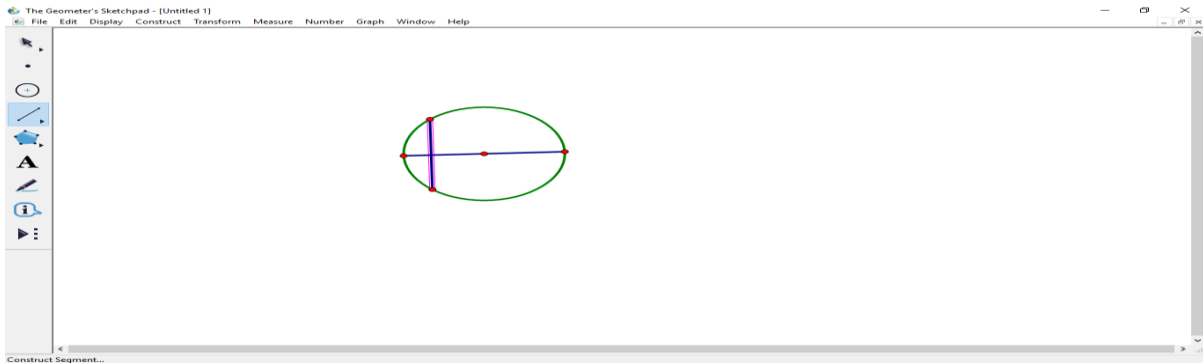 The Geometer's Sketchpad - [Untitled 1]
File Edit Display Construct Transform Measure Number Graph Window Help
A
Construct Segment...